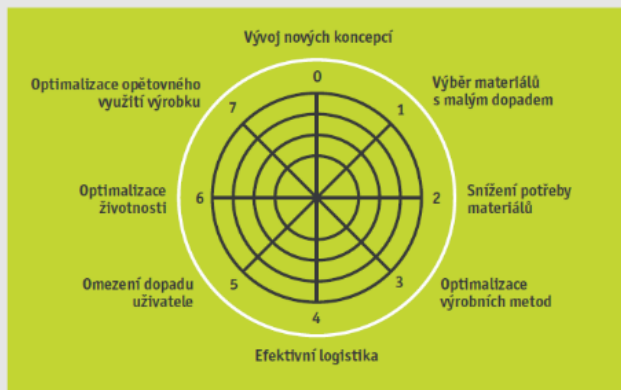 Vývoj nových koncepcí
0
Optimalizace opětovného
využití výrobku
7
1
Výběr materiálů
s malým dopadem
Optimalizace
životnosti
6
2
Snížení potřeby
materiálů
Omezení dopadu
uživatele
5
3
Optimalizace
výrobních metod
4
Efektivní logistika